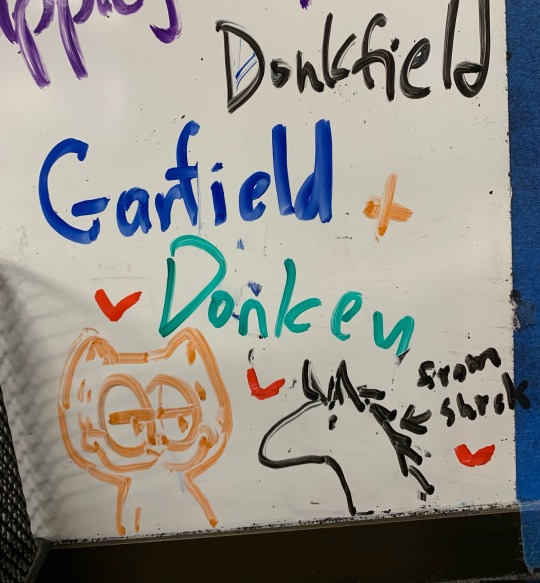 Donkfield
Garfield +
Donkey
from
shrek